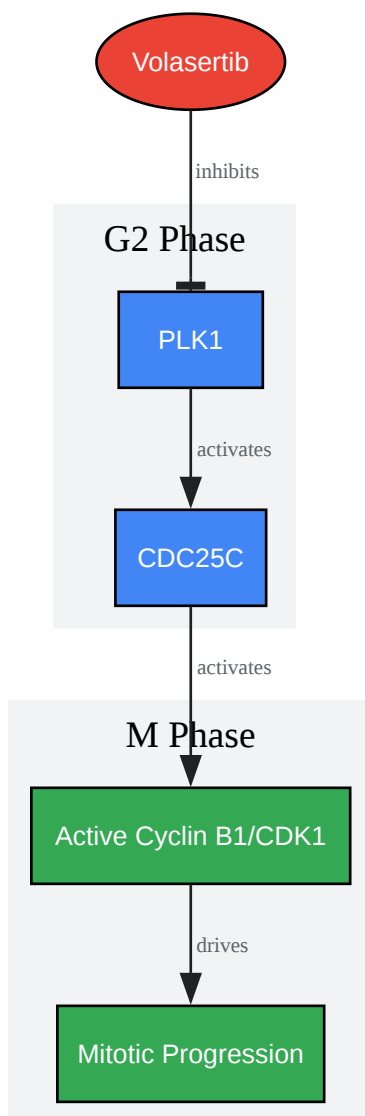 Volasertib
inhibits
G2 Phase
PLK1
activates
CDC25C
activates
M Phase
Active Cyclin B1/CDK1
drives
Mitotic Progression